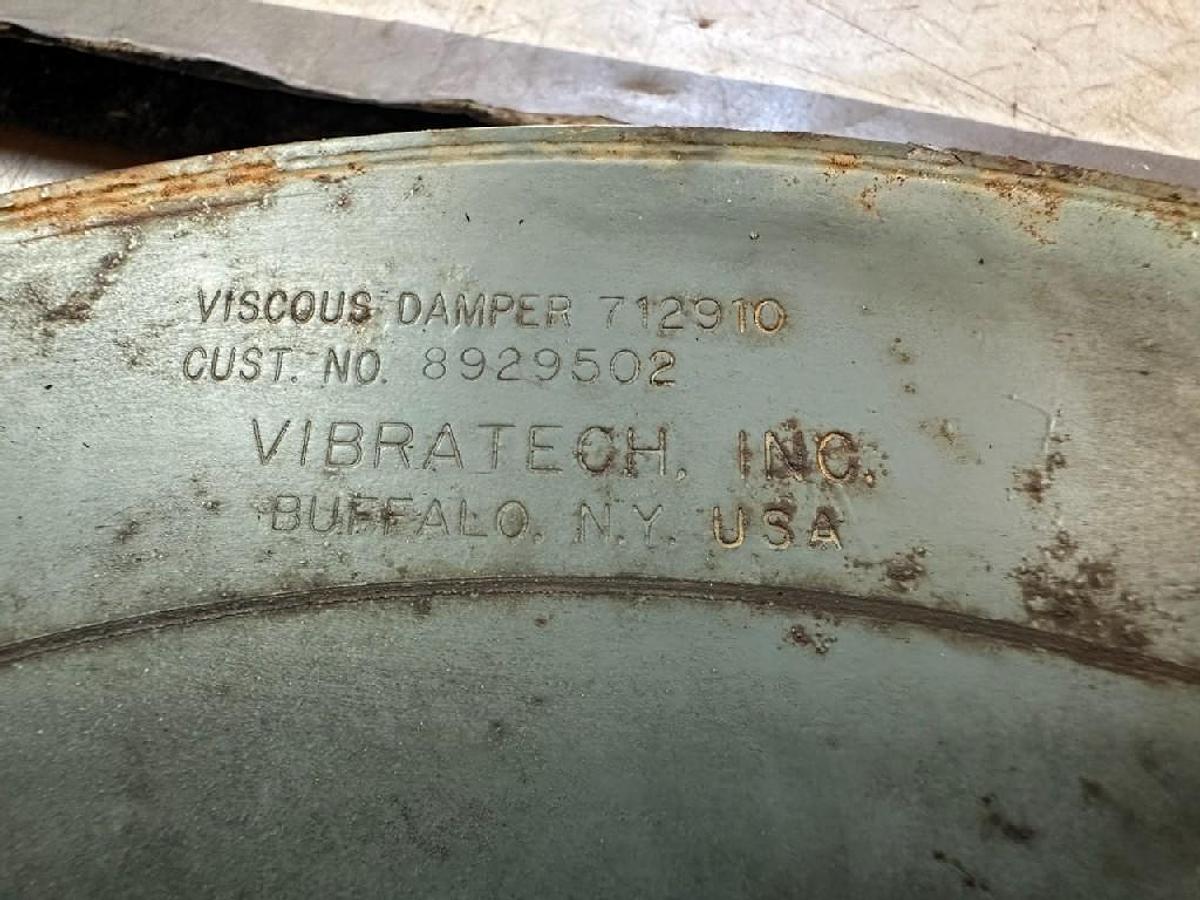 VISCOUS DAMPER 712910
CUST. NO. 8929502
VIBRATECH, INC.
BUFFALO, N.Y. USA